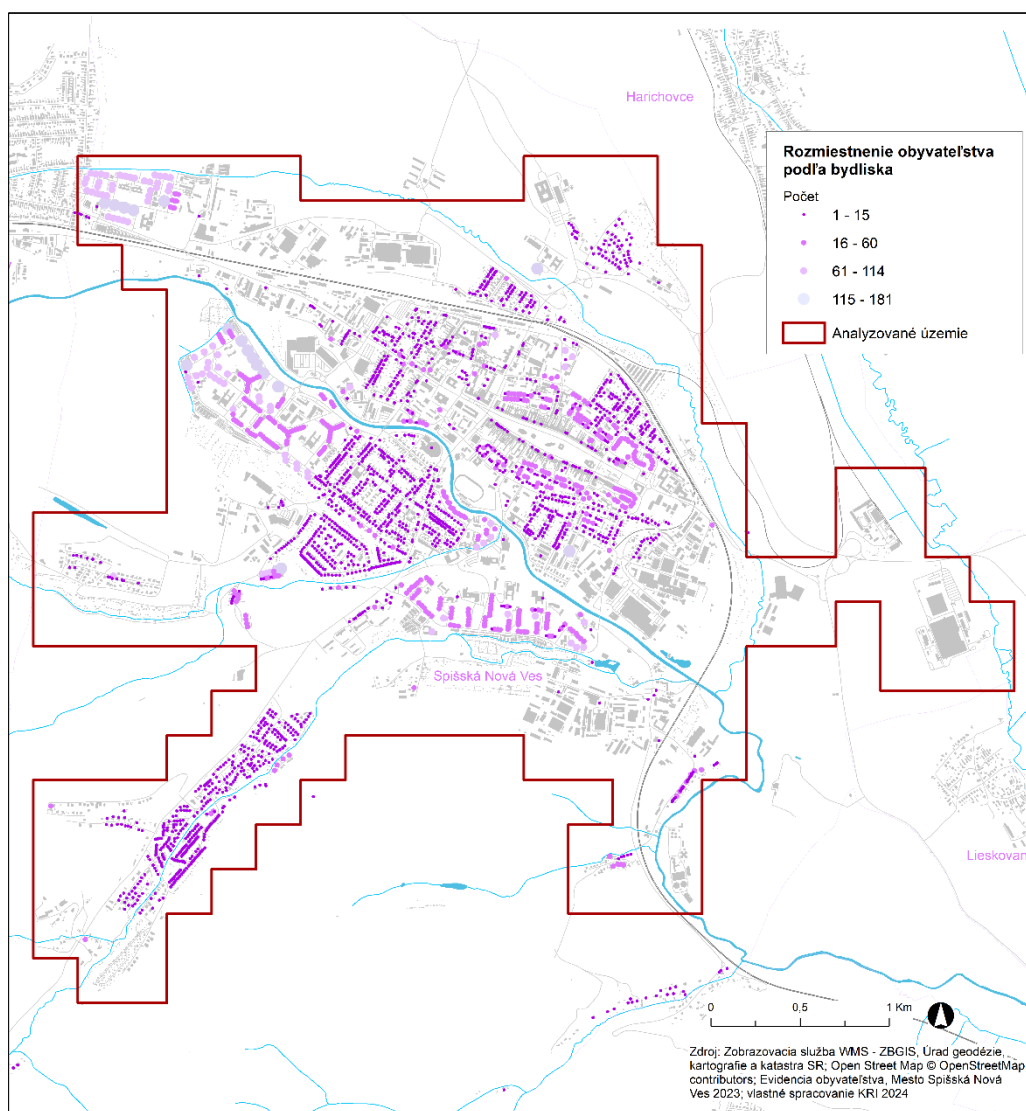 Harichovce
Rozmiestnenie obyvateľstva
podľa bydliska
Počet
1 - 15
16 - 60
61 - 114
115 - 181
Analyzované územie
Spišská Nová Ves
Lieskovan
0 0,5 1 Km
Zdroj: Zobrazovacia služba WMS - ZBGIS, Úrad geodézie,
kartografie a katastra SR; Open Street Map © OpenStreetMap
contributors; Evidencia obyvateľstva, Mesto Spišská Nová
Ves 2023; vlastné spracovanie KRI 2024